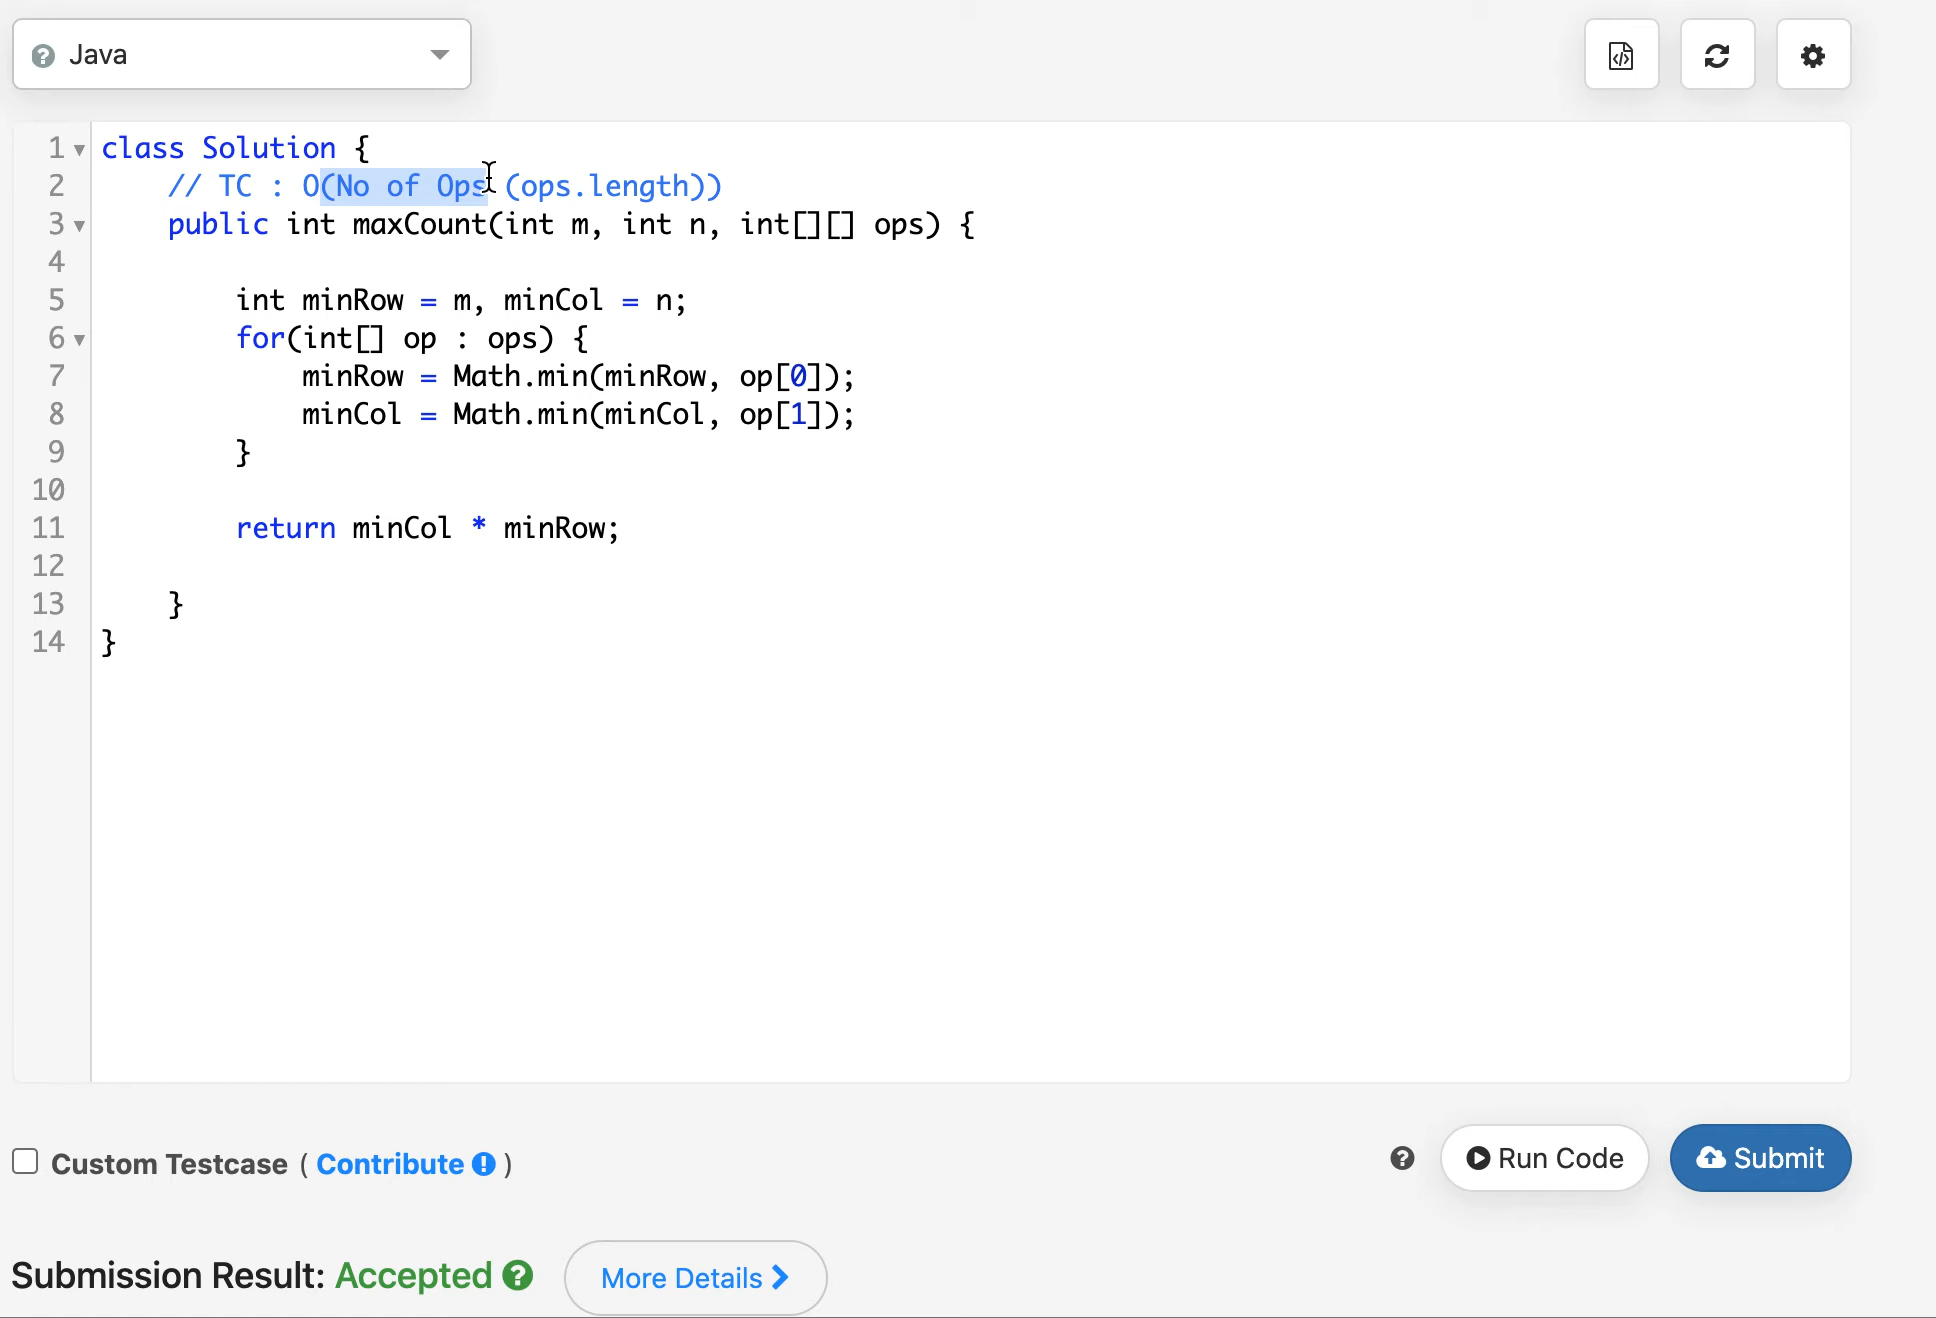 Java
1 class Solution {
2 // TC : O(No of Ops (ops.length))
3 public int maxCount(int m, int n, int[][] ops) {
4
5 int minRow = m, minCol = n;
6 for(int[] op : ops) {
7 minRow = Math.min(minRow, op[0]);
8 minCol = Math.min(minCol, op[1]);
9 }
10
11 return minCol * minRow;
12
13 }
14 }
Custom Testcase ( Contribute )
Run Code
Submit
Submission Result: Accepted
More Details